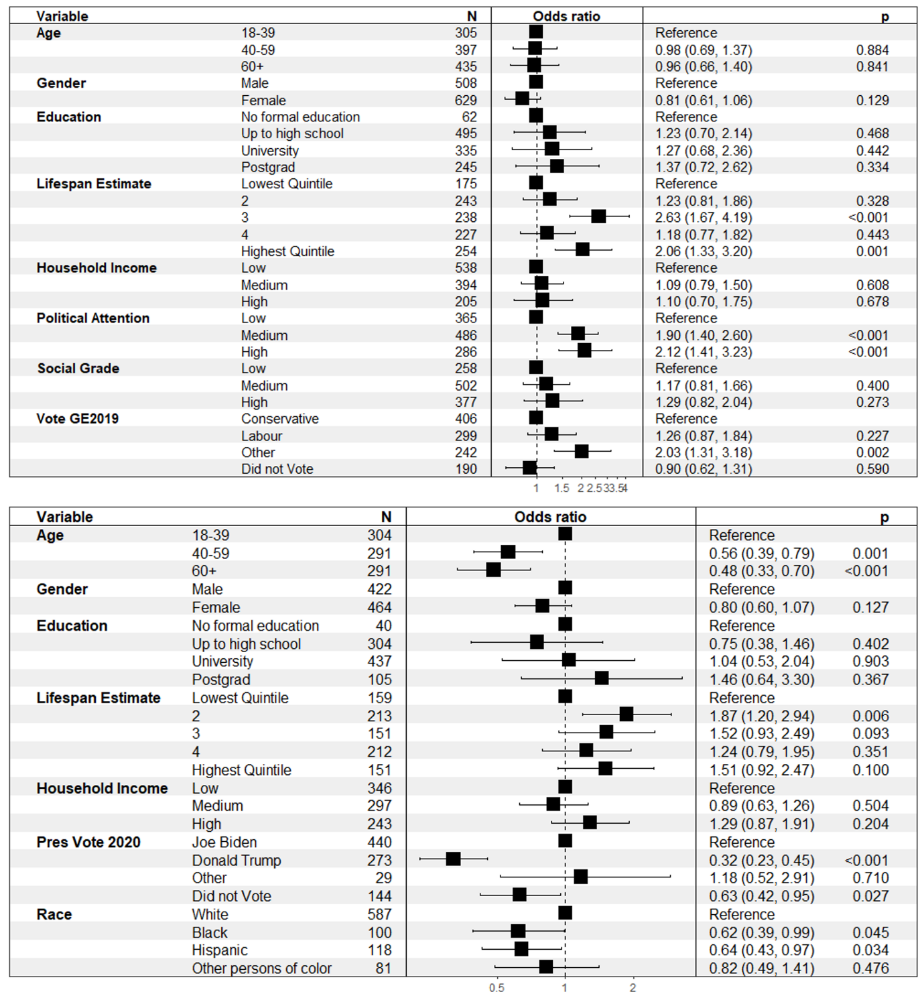 Variable N Odds ratio p
Age 18-39 305 Reference
40-59 397 0.98 (0.69, 1.37) 0.884
60+ 435 0.96 (0.66, 1.40) 0.841
Gender Male 508 Reference
Female 629 0.81 (0.61, 1.06) 0.129
Education No formal education 62 Reference
Up to high school 495 1.23 (0.70, 2.14) 0.468
University 335 1.27 (0.68, 2.36) 0.442
Postgrad 245 1.37 (0.72, 2.62) 0.334
Lifespan Estimate Lowest Quintile 175 Reference
2 243 1.23 (0.81, 1.86) 0.328
3 238 2.63 (1.67, 4.19) <0.001
4 227 1.18 (0.77, 1.82) 0.443
Highest Quintile 254 2.06 (1.33, 3.20) 0.001
Household Income Low 538 Reference
Medium 394 1.09 (0.79, 1.50) 0.608
High 205 1.10 (0.70, 1.75) 0.678
Political Attention Low 365 Reference
Medium 486 1.90 (1.40, 2.60) <0.001
High 286 2.12 (1.41, 3.23) <0.001
Social Grade Low 258 Reference
Medium 502 1.17 (0.81, 1.66) 0.400
High 377 1.29 (0.82, 2.04) 0.273
Vote GE2019 Conservative 406 Reference
Labour 299 1.26 (0.87, 1.84) 0.227
Other 242 2.03 (1.31, 3.18) 0.002
Did not Vote 190 0.90 (0.62, 1.31) 0.590
1 1.5 2 2.5 3 3.5 4
Variable N Odds ratio p
Age 18-39 304 Reference
40-59 291 0.56 (0.39, 0.79) 0.001
60+ 291 0.48 (0.33, 0.70) <0.001
Gender Male 422 Reference
Female 464 0.80 (0.60, 1.07) 0.127
Education No formal education 40 Reference
Up to high school 304 0.75 (0.38, 1.46) 0.402
University 437 1.04 (0.53, 2.04) 0.903
Postgrad 105 1.46 (0.64, 3.30) 0.367
Lifespan Estimate Lowest Quintile 159 Reference
2 213 1.87 (1.20, 2.94) 0.006
3 151 1.52 (0.93, 2.49) 0.093
4 212 1.24 (0.79, 1.95) 0.351
Highest Quintile 151 1.51 (0.92, 2.47) 0.100
Household Income Low 346 Reference
Medium 297 0.89 (0.63, 1.26) 0.504
High 243 1.29 (0.87, 1.91) 0.204
Pres Vote 2020 Joe Biden 440 Reference
Donald Trump 273 0.32 (0.23, 0.45) <0.001
Other 29 1.18 (0.52, 2.91) 0.710
Did not Vote 144 0.63 (0.42, 0.95) 0.027
Race White 587 Reference
Black 100 0.62 (0.39, 0.99) 0.045
Hispanic 118 0.64 (0.43, 0.97) 0.034
Other persons of color 81 0.82 (0.49, 1.41) 0.476
0.5 1 2